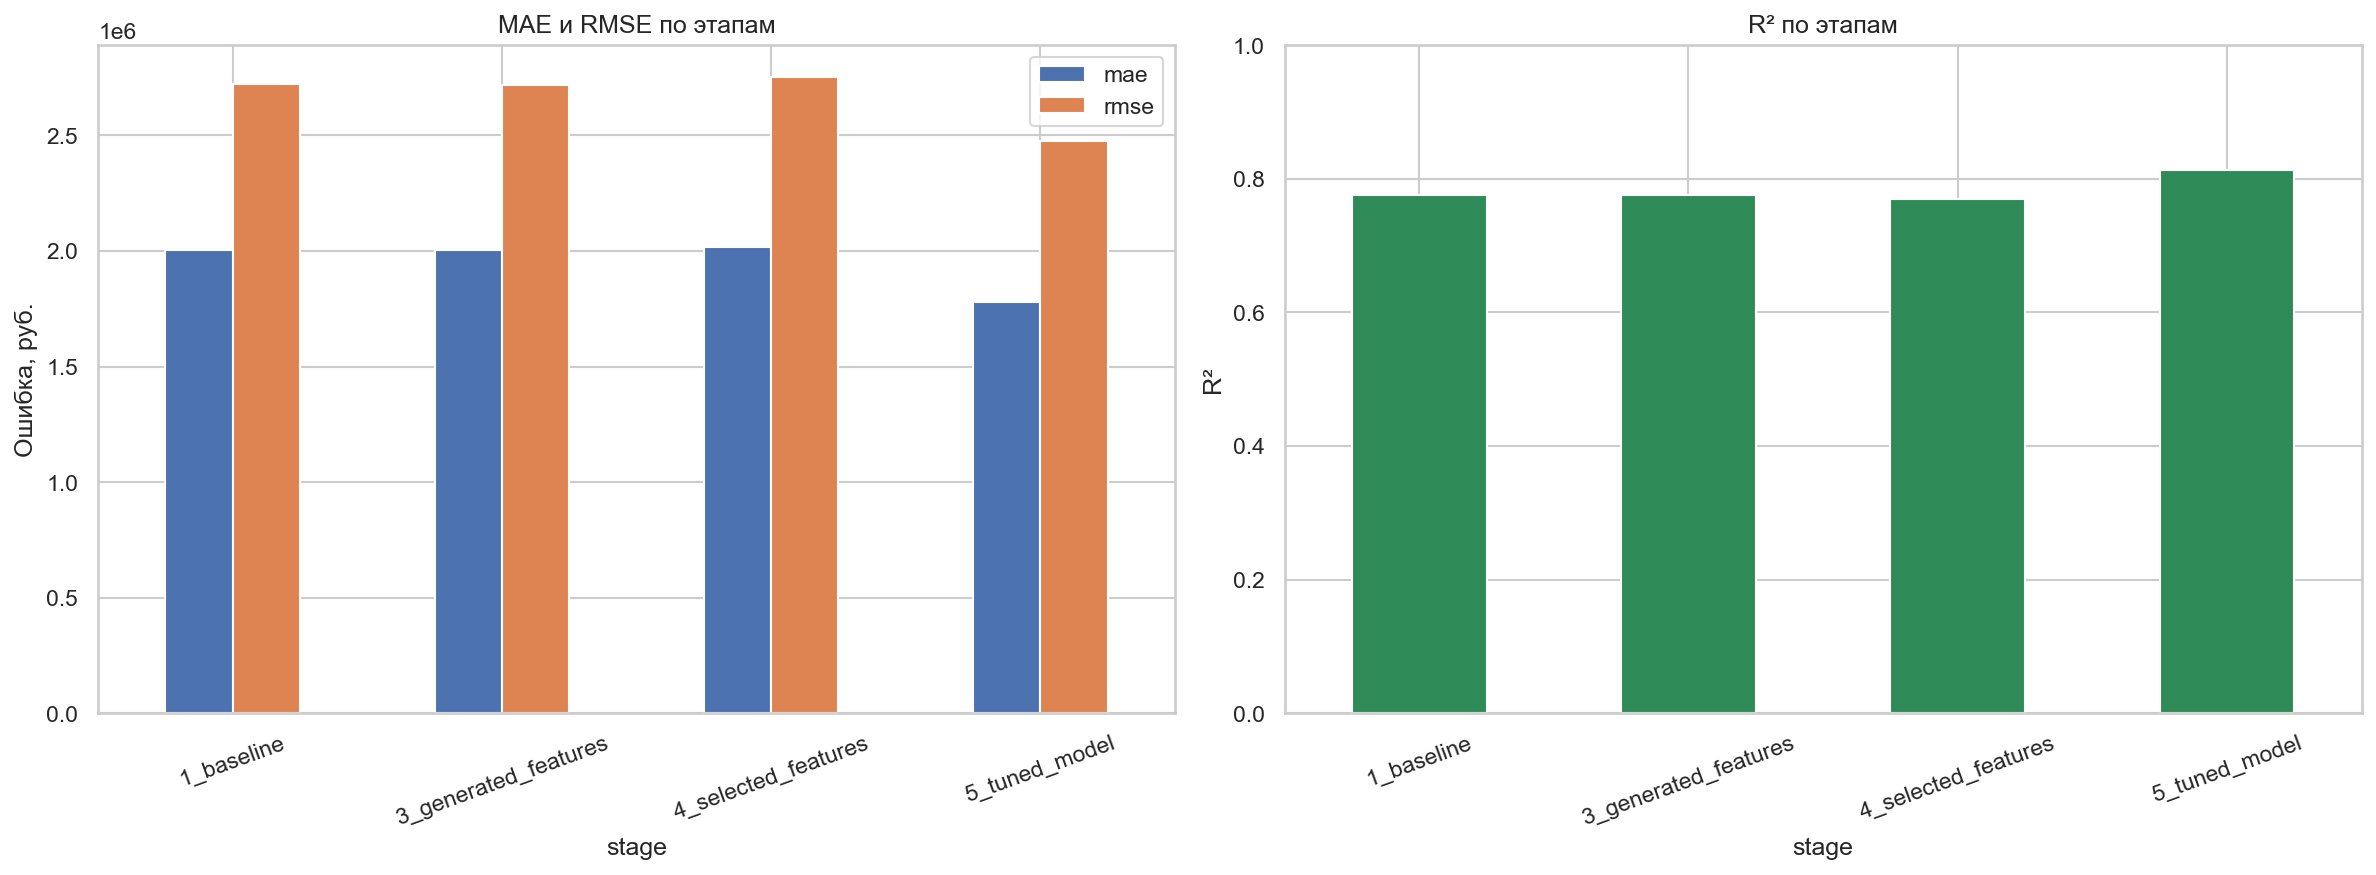 MAE и RMSE по этапам
1e6
mae
rmse
2.5
2.0
1.5
1.0
0.5
0.0
Ошибка, руб.
1_baseline
3_generated_features
4_selected_features
5_tuned_model
stage
R² по этапам
1.0
0.8
0.6
0.4
0.2
0.0
R²
1_baseline
3_generated_features
4_selected_features
5_tuned_model
stage